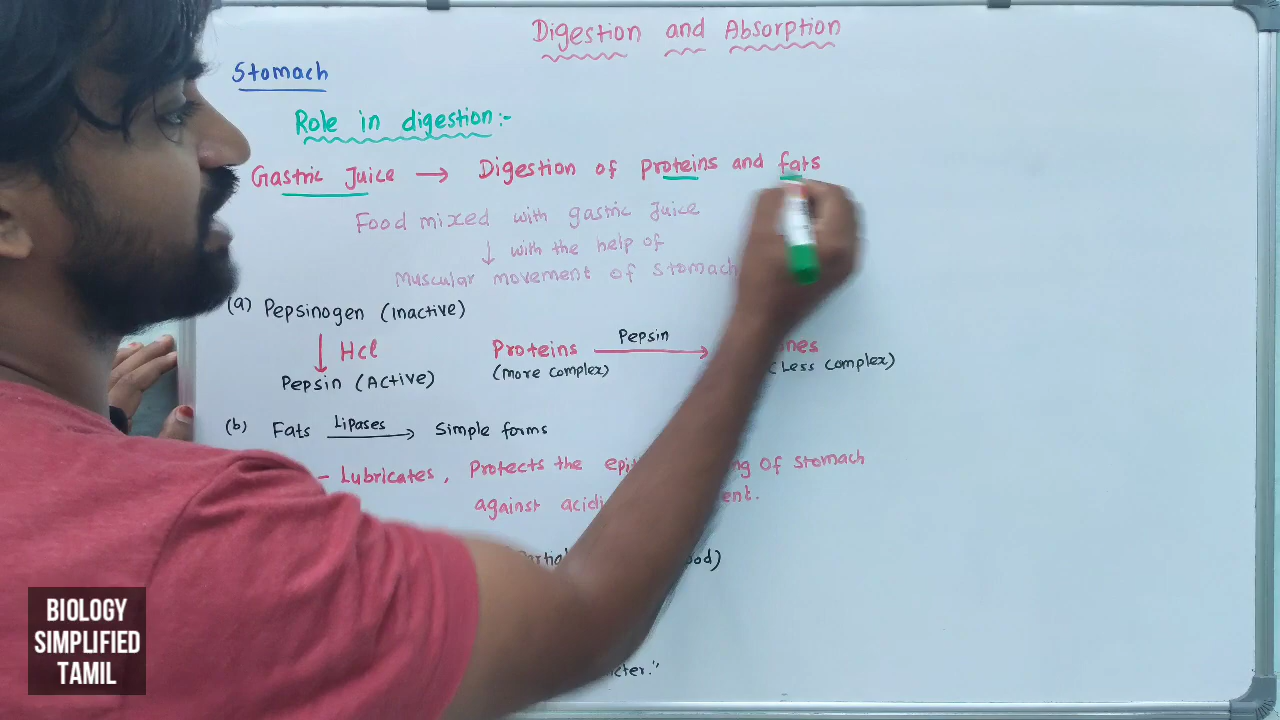 Digestion and Absorption
Stomach
Role in digestion:-
Gastric Juice → Digestion of proteins and fats
Food mixed with gastric Juice
↓ with the help of
Muscular movement of stomach
(a) Pepsinogen (Inactive)
↓ Hcl
Pepsin (Active)
Proteins Pepsin →
(More complex) (Less complex)
(b) Fats Lipases → Simple forms
- Lubricates, Protects the of stomach
against
BIOLOGY
SIMPLIFIED
TAMIL